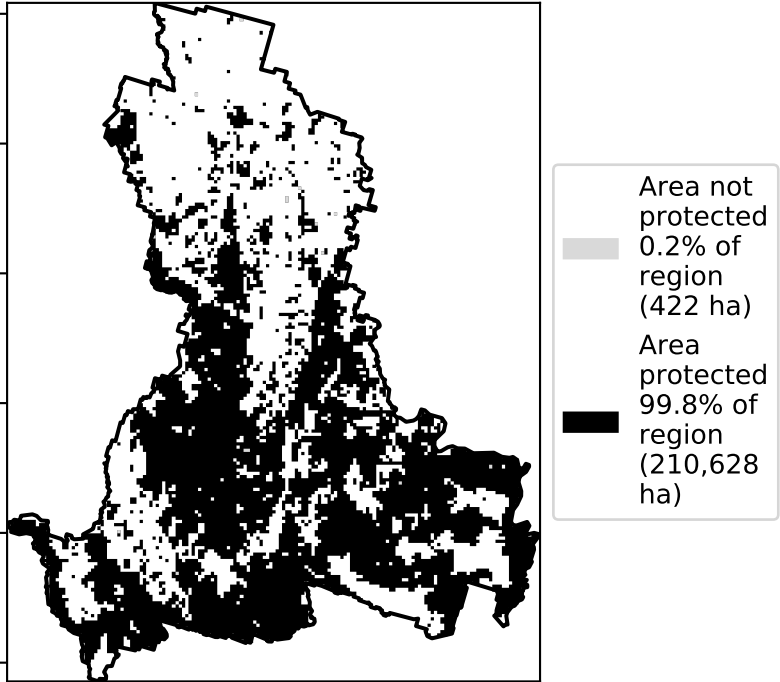 Area not
protected
0.2% of
region
(422 ha)
Area
protected
99.8% of
region
(210,628
ha)